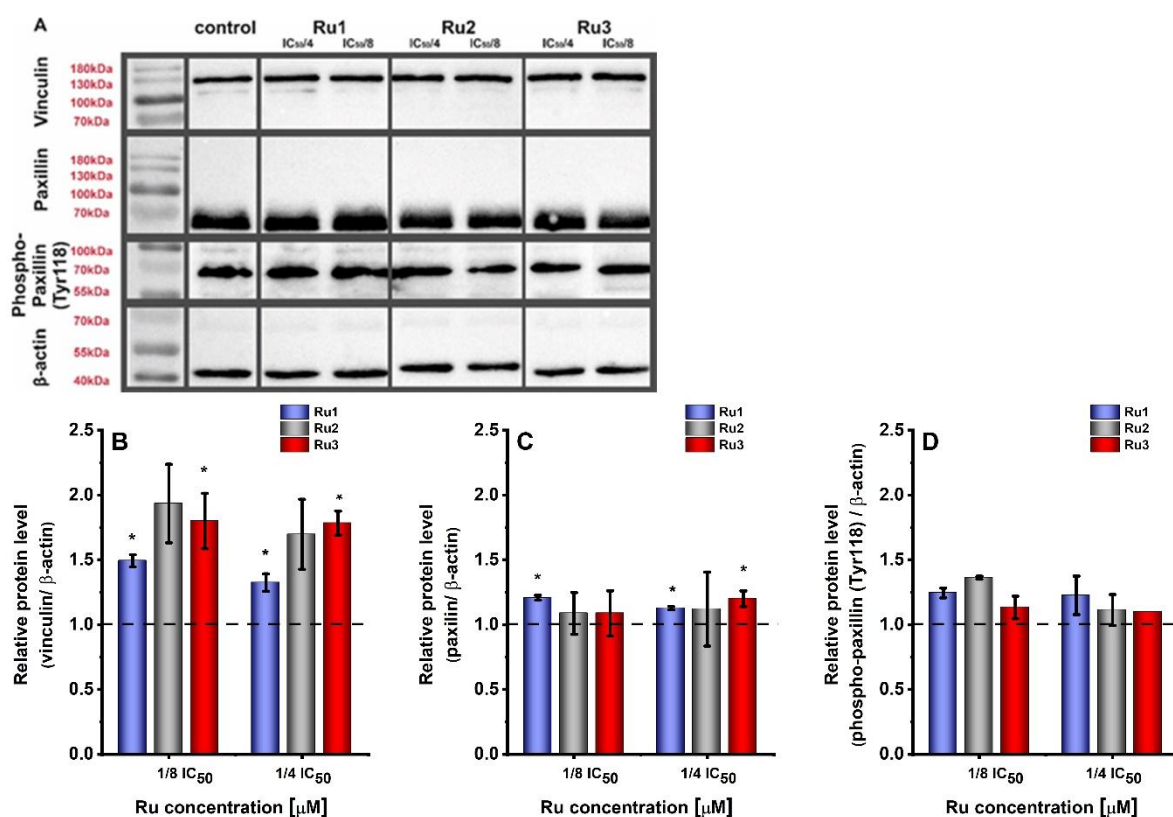 A
control Ru1 Ru2 Ru3
IC₅₀/4 IC₅₀/8 IC₅₀/4 IC₅₀/8 IC₅₀/4 IC₅₀/8
Vinculin
180kDa
130kDa
100kDa
70kDa
Paxillin
180kDa
130kDa
100kDa
70kDa
Phospho-
Paxillin
(Tyr118)
100kDa
70kDa
55kDa
β-actin
70kDa
55kDa
40kDa
B
Ru1
Ru2
Ru3
Relative protein level
(vinculin/ β-actin)
2.5
2.0
1.5
1.0
0.5
0.0
* * * *
1/8 IC₅₀ 1/4 IC₅₀
Ru concentration [μM]
C
Ru1
Ru2
Ru3
Relative protein level
(paxilin/ β-actin)
2.5
2.0
1.5
1.0
0.5
0.0
* * *
1/8 IC₅₀ 1/4 IC₅₀
Ru concentration [μM]
D
Ru1
Ru2
Ru3
Relative protein level
(phospo-paxillin (Tyr118) / β-actin)
2.5
2.0
1.5
1.0
0.5
0.0
1/8 IC₅₀ 1/4 IC₅₀
Ru concentration [μM]